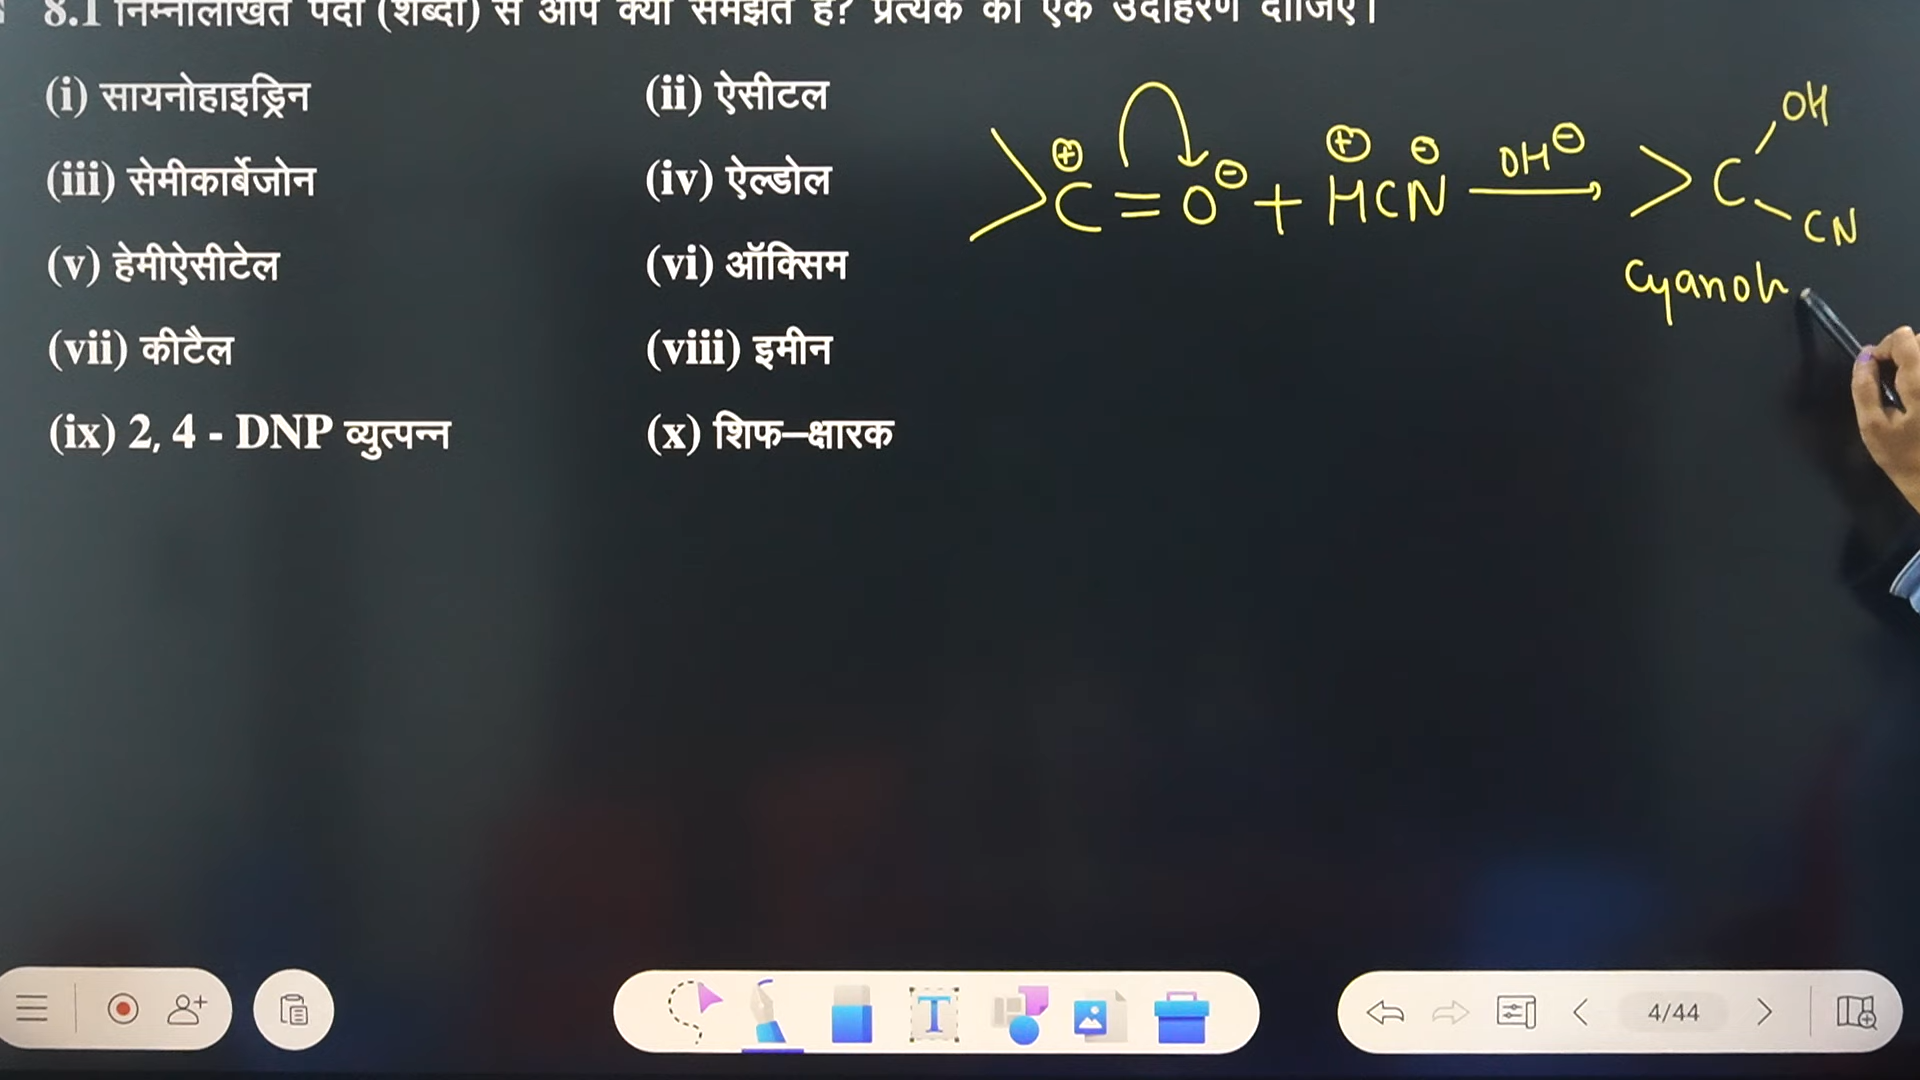 8.1 निम्नलिखित पदों (शब्दों) से आप क्या समझते हैं? प्रत्येक का एक उदाहरण दीजिए।
(i) सायनोहाइड्रिन (ii) ऐसीटल
(iii) सेमीकार्बेजोन (iv) ऐल्डोल
(v) हेमीऐसीटेल (vi) ऑक्सिम
(vii) कीटैल (viii) इमीन
(ix) 2, 4 - DNP व्युत्पन्न (x) शिफ–क्षारक
>C⊕=O⊖ + H⊕CN⊖ OH⊖→ >C OH CN
Cyanoh
T
4/44